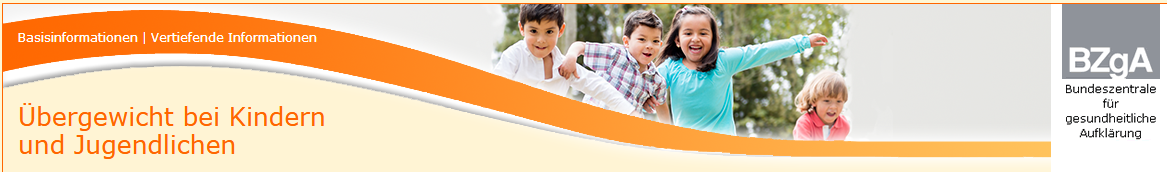 Basisinformationen | Vertiefende Informationen
Übergewicht bei Kindern
und Jugendlichen
BZgA
Bundeszentrale
für
gesundheitliche
Aufklärung